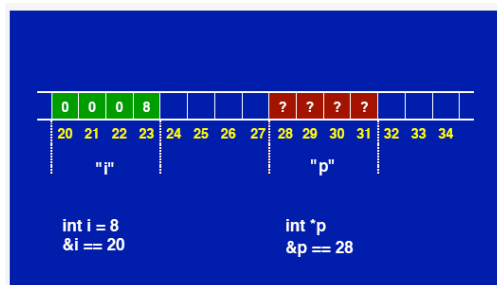 0 0 0 8 ? ? ? ?
20 21 22 23 24 25 26 27 28 29 30 31 32 33 34
"i" "p"
int i = 8 int *p
&i == 20 &p == 28